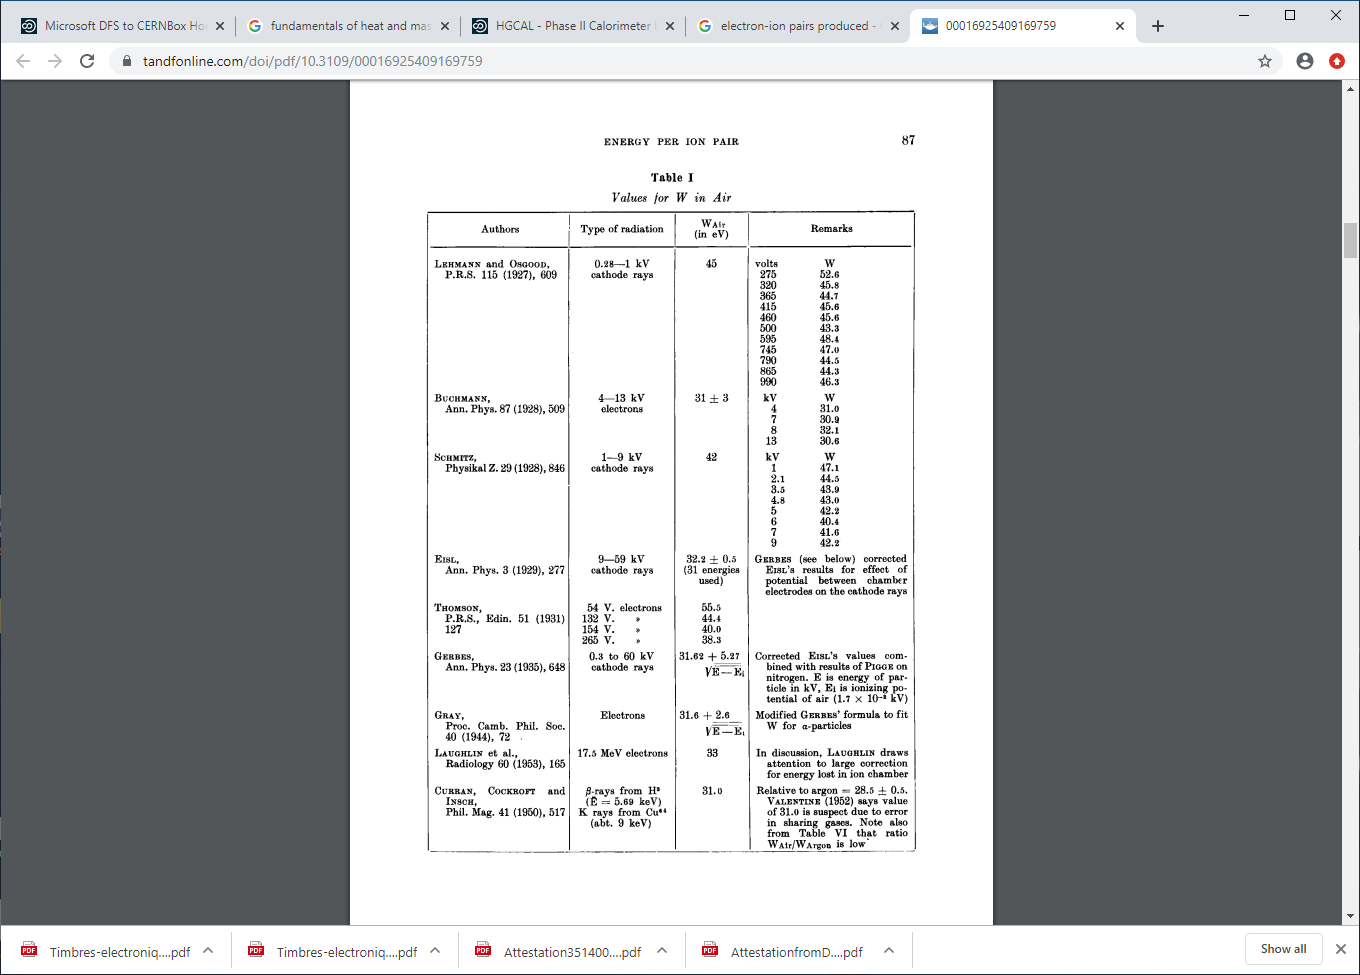 Microsoft DFS to CERNBox Ho
fundamentals of heat and mas
HGCAL - Phase II Calorimeter
electron-ion pairs produced -
00016925409169759
tandfonline.com/doi/pdf/10.3109/00016925409169759
ENERGY PER ION PAIR 87
Table I
Values for W in Air
Authors Type of radiation WAir Remarks
(in eV)
LEHMANN and OSGOOD, 0.28—1 kV 45 volts W
P.R.S. 115 (1927), 609 cathode rays 275 52.6
320 45.8
365 44.7
415 45.6
460 45.6
500 43.3
595 48.4
745 47.0
790 44.5
865 44.3
990 46.3
BUCHMANN, 4—13 kV 31 ± 3 kV W
Ann. Phys. 87 (1928), 509 electrons 4 31.0
7 30.9
8 32.1
13 30.6
SCHMITZ, 1—9 kV 42 kV W
Physikal Z. 29 (1928), 846 cathode rays 1 47.1
2.1 44.5
3.5 43.9
4.8 43.0
5 42.2
6 40.4
7 41.6
9 42.2
EISL, 9—59 kV 32.2 ± 0.5 GERBES (see below) corrected
Ann. Phys. 3 (1929), 277 cathode rays (31 energies EISL's results for effect of
used) potential between chamber
electrodes on the cathode rays
THOMSON, 54 V. electrons 55.5
P.R.S., Edin. 51 (1931) 132 V. » 44.4
127 154 V. » 40.0
265 V. » 38.3
GERBES, 0.3 to 60 kV 31.62 + 5.27 Corrected EISL's values com-
Ann. Phys. 23 (1935), 648 cathode rays √E—Ei bined with results of PIGGE on
nitrogen. E is energy of par-
ticle in kV, Ei is ionizing po-
tential of air (1.7 × 10⁻² kV)
GRAY, Electrons 31.6 + 2.6 Modified GERBES' formula to fit
Proc. Camb. Phil. Soc. √E—Ei W for α-particles
40 (1944), 72
LAUGHLIN et al., 17.5 MeV electrons 33 In discussion, LAUGHLIN draws
Radiology 60 (1953), 165 attention to large correction
for energy lost in ion chamber
CURRAN, COCKROFT and β-rays from H³ 31.0 Relative to argon = 28.5 ± 0.5.
INSCH, (Ē = 5.69 keV) VALENTINE (1952) says value
Phil. Mag. 41 (1950), 517 K rays from Cu⁶⁴ of 31.0 is suspect due to error
(abt. 9 keV) in sharing gases. Note also
from Table VI that ratio
WAir/WArgon is low
Timbres-electroniq....pdf
Timbres-electroniq....pdf
Attestation351400....pdf
AttestationfromD....pdf
Show all